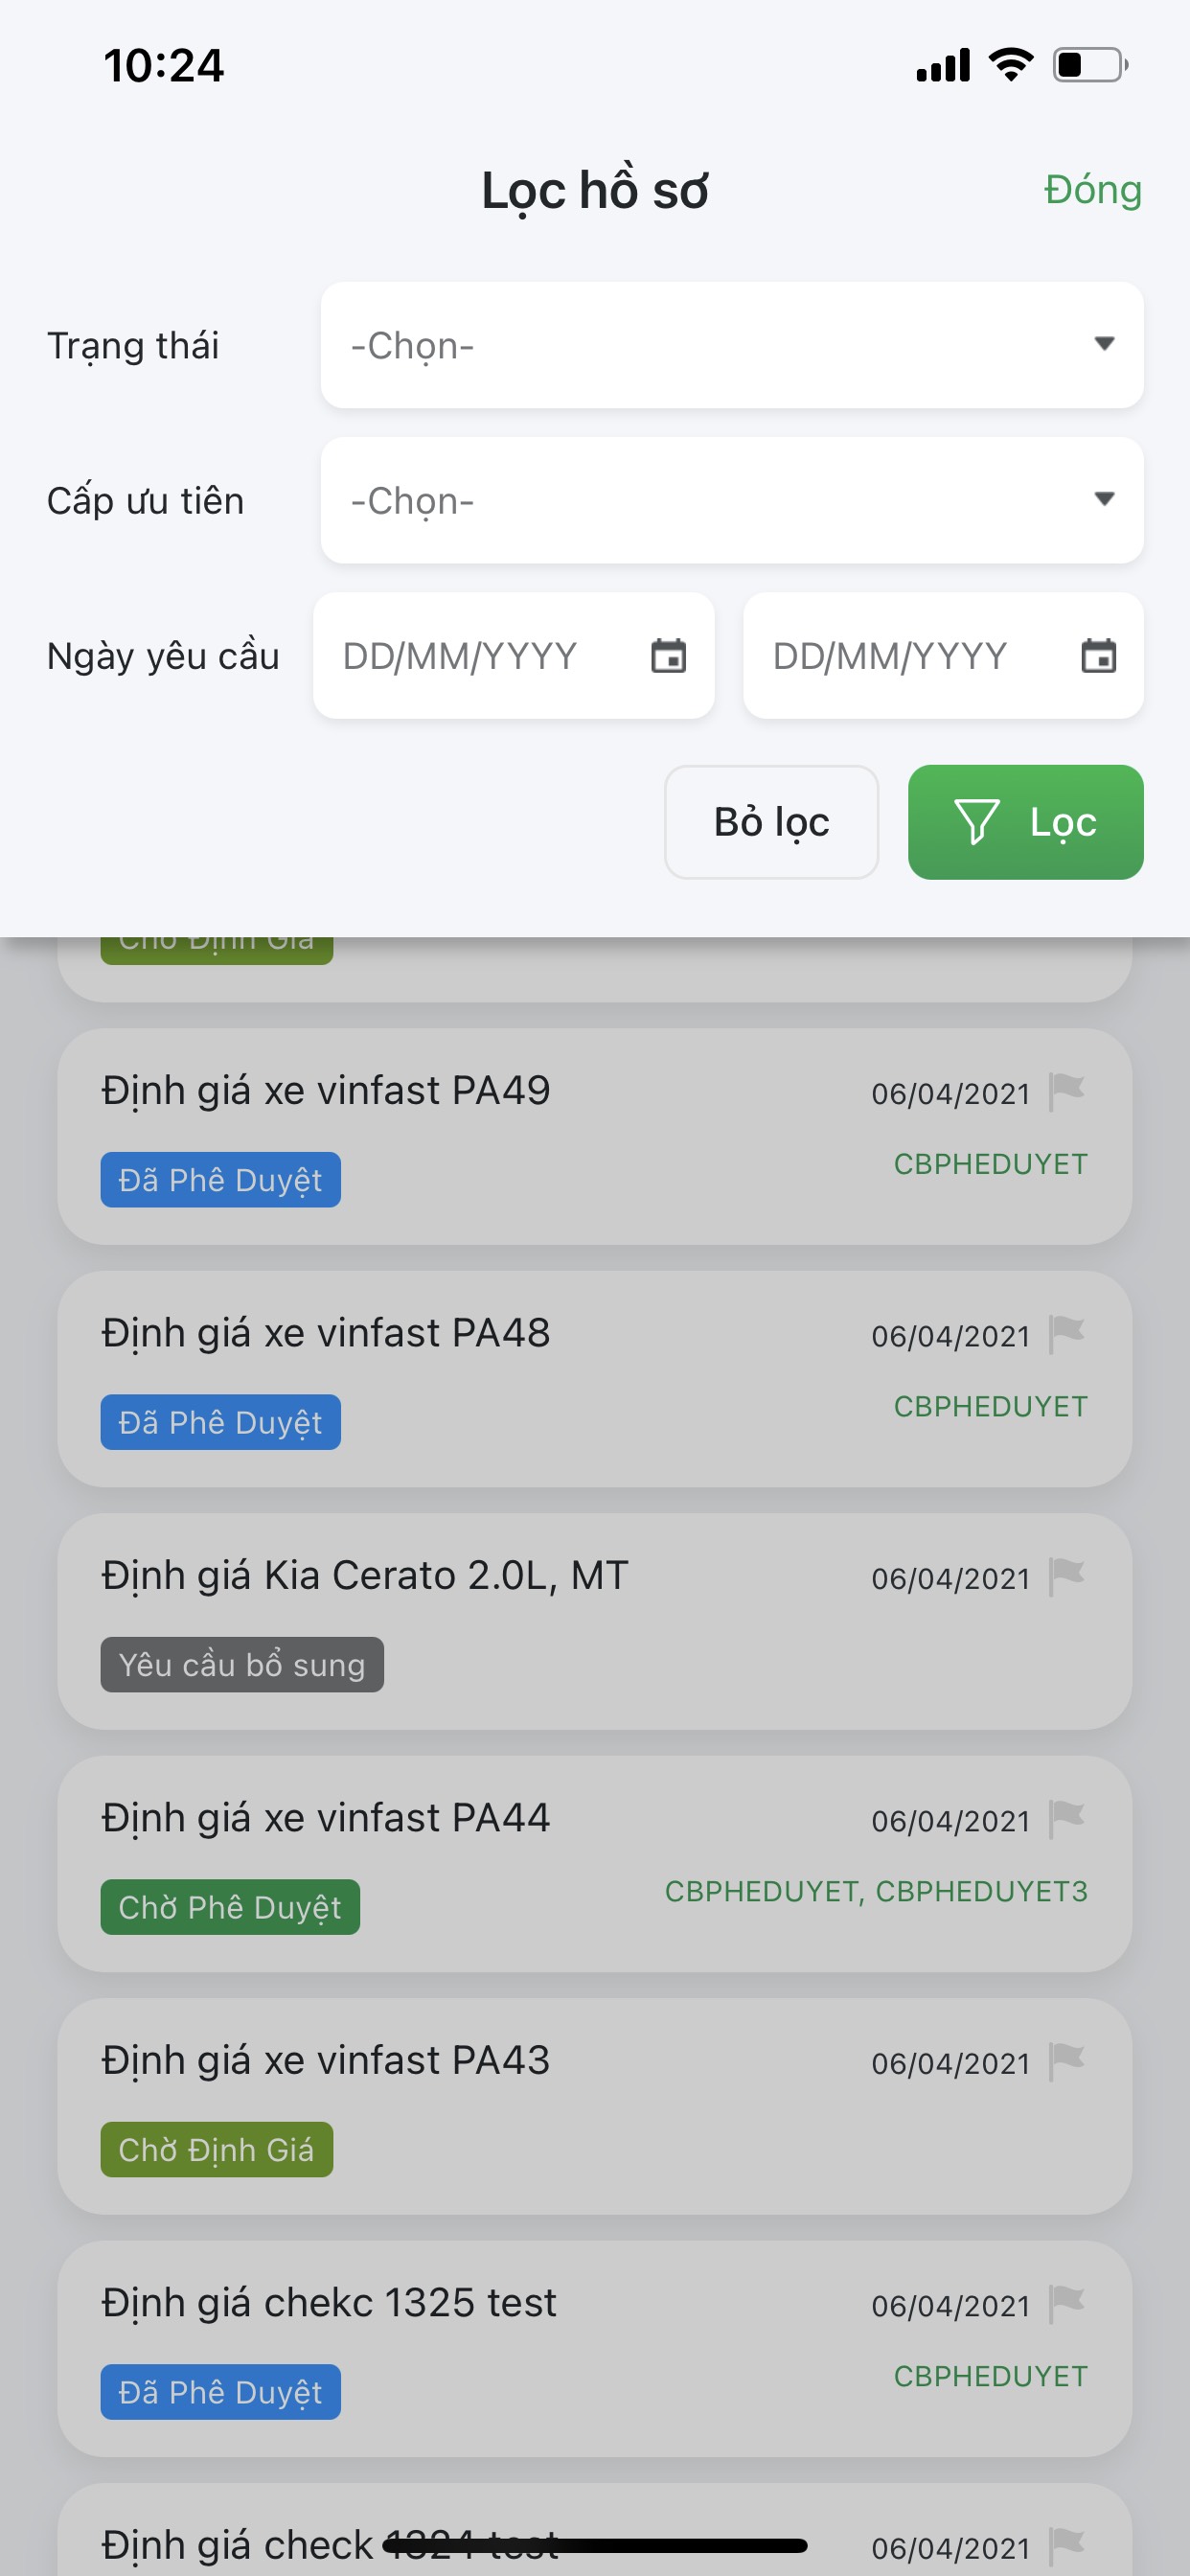 10:24
Lọc hồ sơ
Đóng
Trạng thái
-Chọn-
Cấp ưu tiên
-Chọn-
Ngày yêu cầu
DD/MM/YYYY
DD/MM/YYYY
Bỏ lọc
Lọc
Chờ Định Giá
Định giá xe vinfast PA49
06/04/2021
Đã Phê Duyệt
CBPHEDUYET
Định giá xe vinfast PA48
06/04/2021
Đã Phê Duyệt
CBPHEDUYET
Định giá Kia Cerato 2.0L, MT
06/04/2021
Yêu cầu bổ sung
Định giá xe vinfast PA44
06/04/2021
Chờ Phê Duyệt
CBPHEDUYET, CBPHEDUYET3
Định giá xe vinfast PA43
06/04/2021
Chờ Định Giá
Định giá chekc 1325 test
06/04/2021
Đã Phê Duyệt
CBPHEDUYET
Định giá check 1324 test
06/04/2021